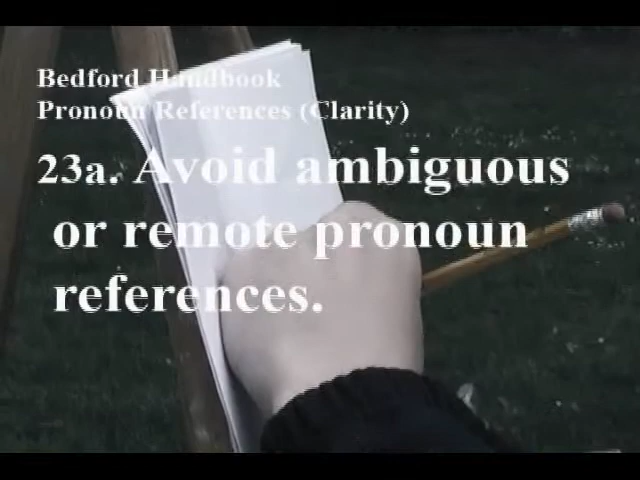 Bedford Handbook
Pronoun References (Clarity)
23a. Avoid ambiguous
or remote pronoun
references.